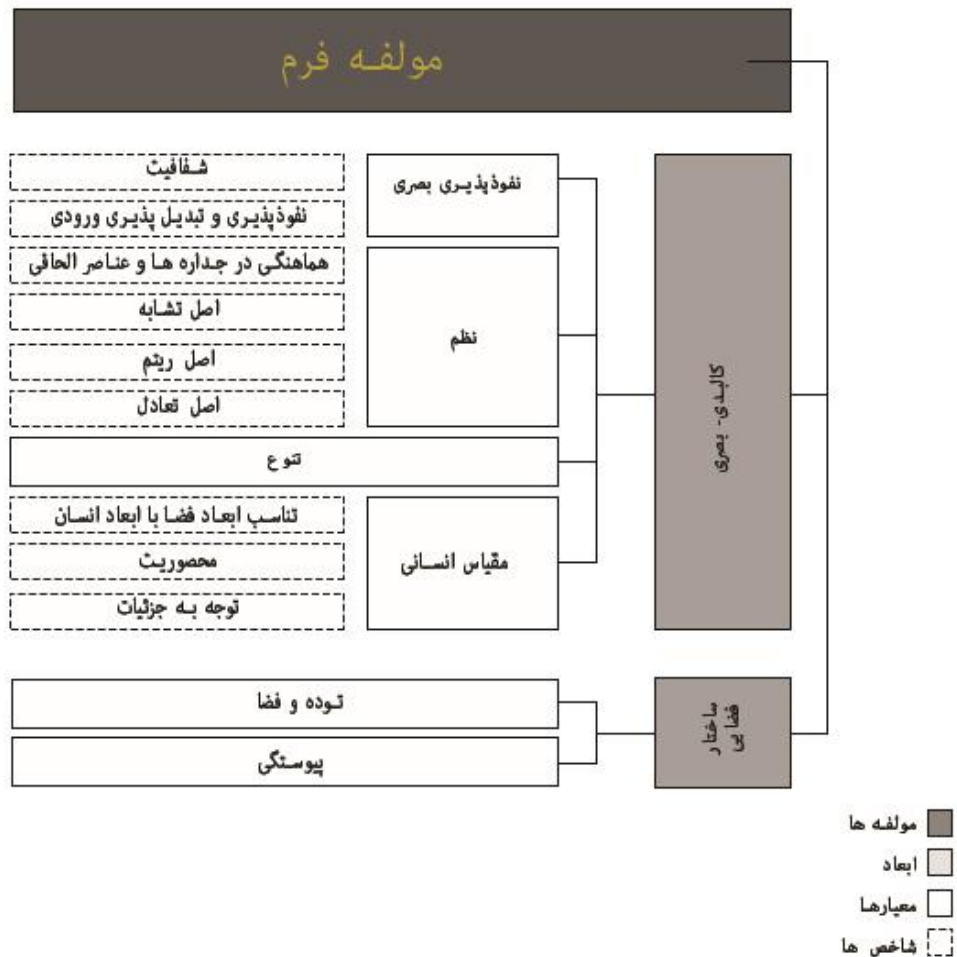 مولفه فرم
کالبدی- بصری
نفوذپذیری بصری
شفافیت
نفوذپذیری و تبدیل پذیری ورودی
نظم
هماهنگی در جداره ها و عناصر الحاقی
اصل تشابه
اصل ریتم
اصل تعادل
تنوع
مقیاس انسانی
تناسب ابعاد فضا با ابعاد انسان
محصوریت
توجه به جزئیات
ساختار
فضایی
توده و فضا
پیوستگی
مولفه ها
ابعاد
معیارها
شاخص ها